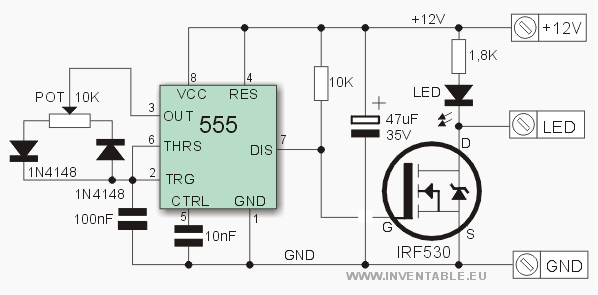 +12V
+12V
1,8K
8
4
VCC
RES
10K
POT
10K
3
OUT
555
LED
47uF
35V
LED
6
THRS
7
DIS
D
1N4148
2
TRG
1N4148
CTRL
GND
100nF
5
1
10nF
G
S
IRF530
GND
GND
WWW.INVENTABLE.EU